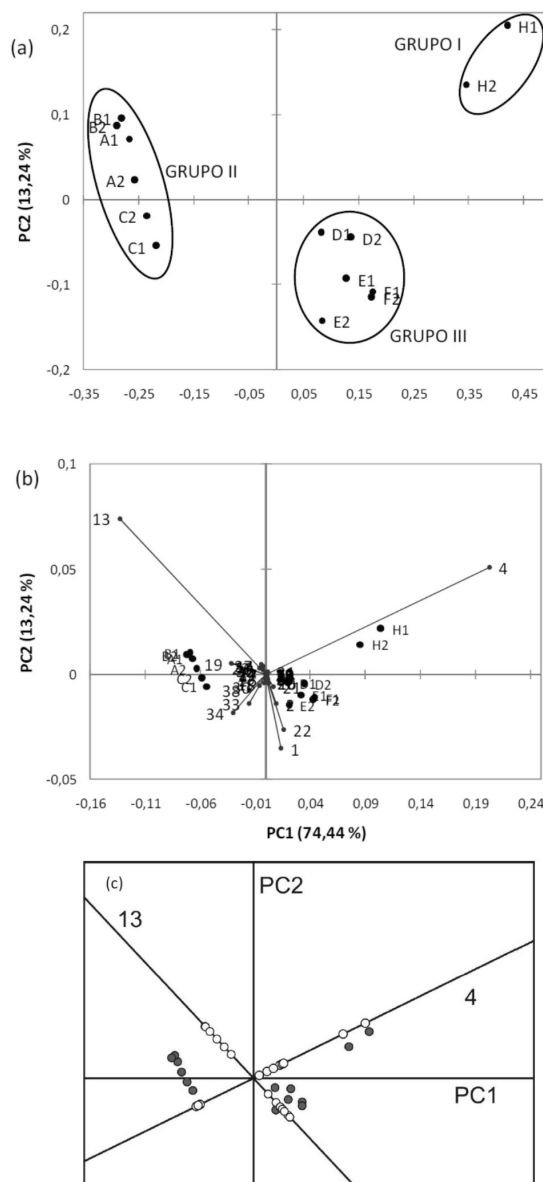 (a)
0,2
H1
GRUPO I
H2
0,1
B1
B2
A1
GRUPO II
A2
0
C2
C1
D1
D2
-0,1
E1
F1
F2
E2
GRUPO III
-0,2
PC2 (13,24 %)
-0,35 -0,25 -0,15 -0,05 0,05 0,15 0,25 0,35 0,45
(b)
0,1
13
0,05
4
H1
H2
19
B1
A1
A2
C2
C1
0
38
33
34
21
D2
E2
2
22
1
-0,05
PC2 (13,24 %)
-0,16 -0,11 -0,06 -0,01 0,04 0,09 0,14 0,19 0,24
PC1 (74,44 %)
(c)
PC2
13
4
PC1